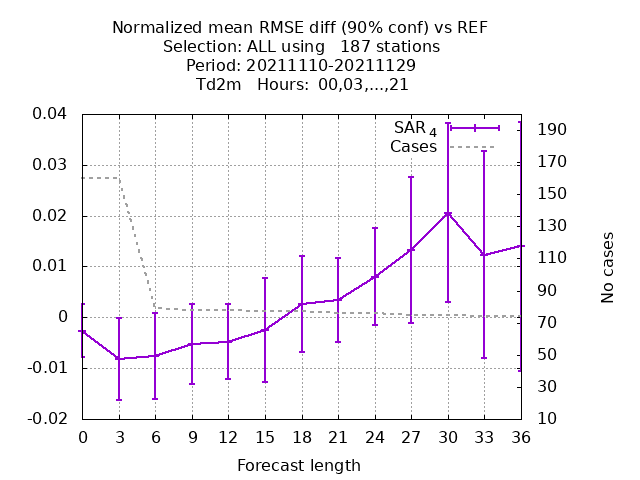 Normalized mean RMSE diff (90% conf) vs REF
Selection: ALL using   187 stations
Period: 20211110-20211129
Td2m   Hours: 00,03,...,21
SAR 4
Cases
0.04
0.03
0.02
0.01
0
-0.01
-0.02
190
170
150
130
110
90
70
50
30
10
No cases
0 3 6 9 12 15 18 21 24 27 30 33 36
Forecast length